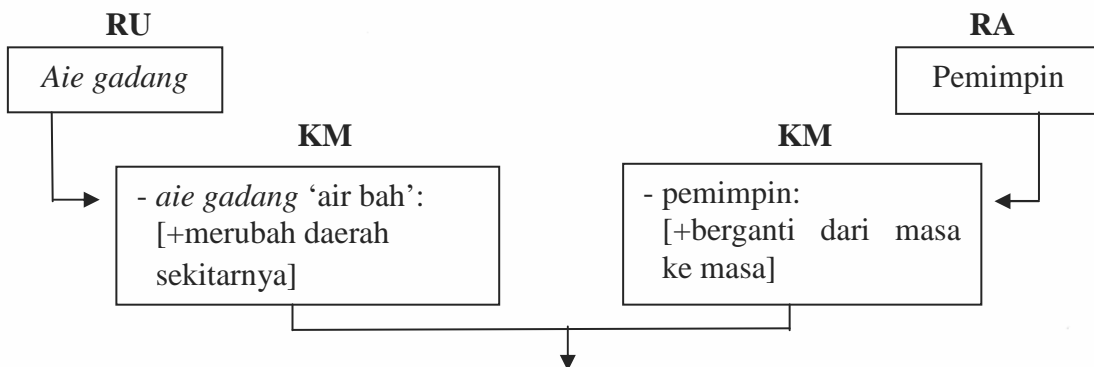 RU
RA
Aie gadang
Pemimpin
KM
KM
- aie gadang ‘air bah’:
[+merubah daerah
sekitarnya]
- pemimpin:
[+berganti dari masa
ke masa]